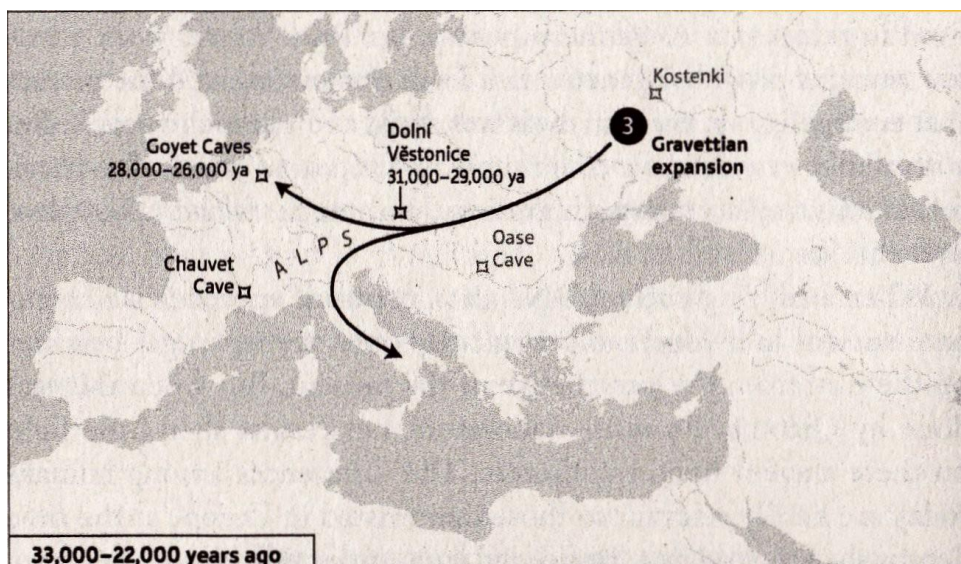 Kostenki
3
Gravettian
expansion
Dolní
Věstonice
31,000–29,000 ya
Goyet Caves
28,000–26,000 ya
ALPS
Oase
Cave
Chauvet
Cave
33,000–22,000 years ago